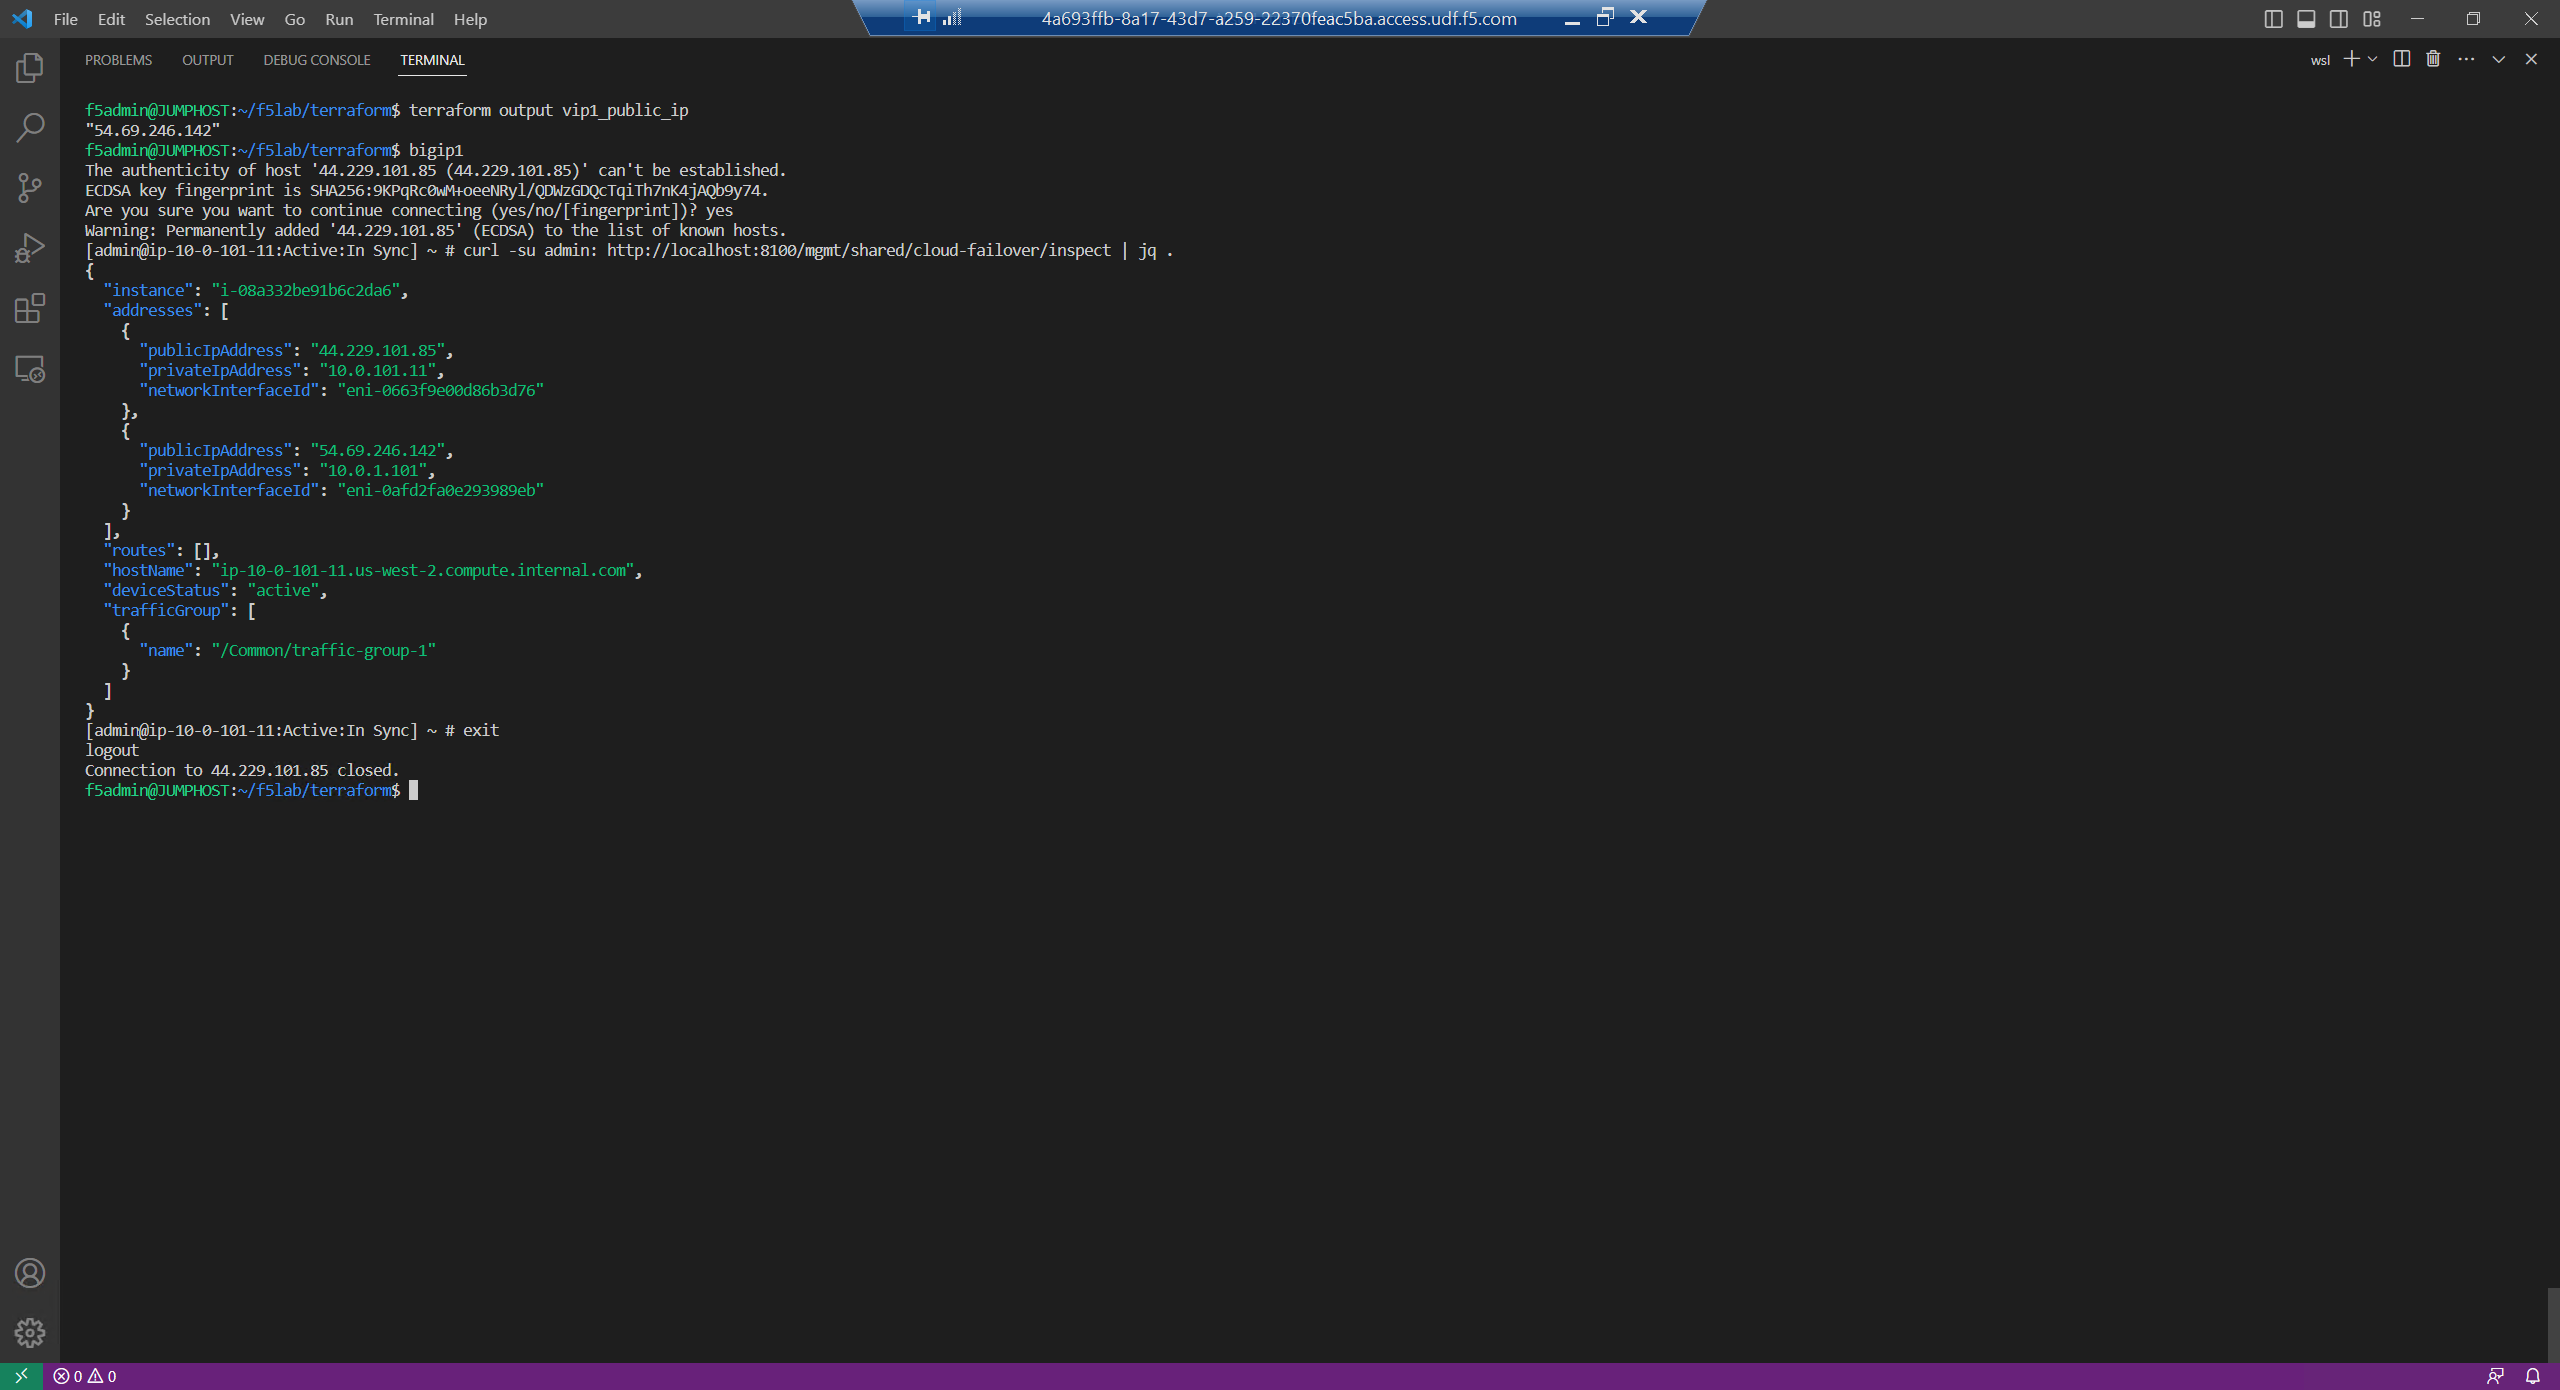 File Edit Selection View Go Run Terminal Help
4a693ffb-8a17-43d7-a259-22370feac5ba.access.udf.f5.com
PROBLEMS OUTPUT DEBUG CONSOLE TERMINAL
wsl
f5admin@JUMPHOST:~/f5lab/terraform$ terraform output vip1_public_ip
"54.69.246.142"
f5admin@JUMPHOST:~/f5lab/terraform$ bigip1
The authenticity of host '44.229.101.85 (44.229.101.85)' can't be established.
ECDSA key fingerprint is SHA256:9KPqRc0wM+oeeNRyl/QDWzGDQcTqiTh7nK4jAQb9y74.
Are you sure you want to continue connecting (yes/no/[fingerprint])? yes
Warning: Permanently added '44.229.101.85' (ECDSA) to the list of known hosts.
[admin@ip-10-0-101-11:Active:In Sync] ~ # curl -su admin: http://localhost:8100/mgmt/shared/cloud-failover/inspect | jq .
{
  "instance": "i-08a332be91b6c2da6",
  "addresses": [
    {
      "publicIpAddress": "44.229.101.85",
      "privateIpAddress": "10.0.101.11",
      "networkInterfaceId": "eni-0663f9e00d86b3d76"
    },
    {
      "publicIpAddress": "54.69.246.142",
      "privateIpAddress": "10.0.1.101",
      "networkInterfaceId": "eni-0afd2fa0e293989eb"
    }
  ],
  "routes": [],
  "hostName": "ip-10-0-101-11.us-west-2.compute.internal.com",
  "deviceStatus": "active",
  "trafficGroup": [
    {
      "name": "/Common/traffic-group-1"
    }
  ]
}
[admin@ip-10-0-101-11:Active:In Sync] ~ # exit
logout
Connection to 44.229.101.85 closed.
f5admin@JUMPHOST:~/f5lab/terraform$
0 0